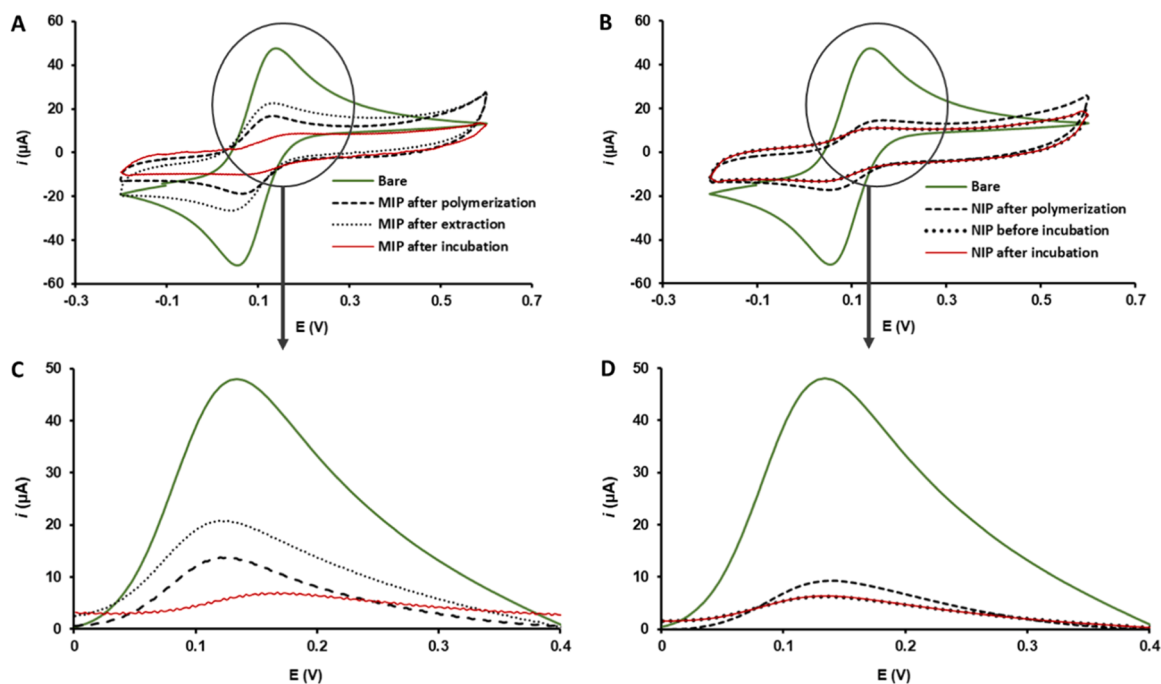 A
60
40
20
0
-20
-40
-60
i (µA)
-0.3 -0.1 0.1 0.3 0.5 0.7
E (V)
Bare
MIP after polymerization
MIP after extraction
MIP after incubation
B
60
40
20
0
-20
-40
-60
i (µA)
-0.3 -0.1 0.1 0.3 0.5 0.7
E (V)
Bare
NIP after polymerization
NIP before incubation
NIP after incubation
C
50
40
30
20
10
0
i (µA)
0 0.1 0.2 0.3 0.4
E (V)
D
50
40
30
20
10
0
i (µA)
0 0.1 0.2 0.3 0.4
E (V)